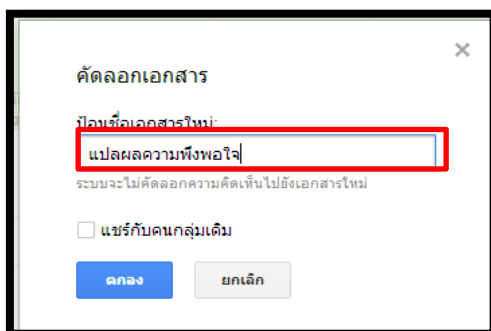 คัดลอกเอกสาร
ป้อนชื่อเอกสารใหม่:
แปลผลความพึงพอใจ
ระบบจะไม่คัดลอกความคิดเห็นไปยังเอกสารใหม่
แชร์กับคนกลุ่มเดิม
ตกลง ยกเลิก